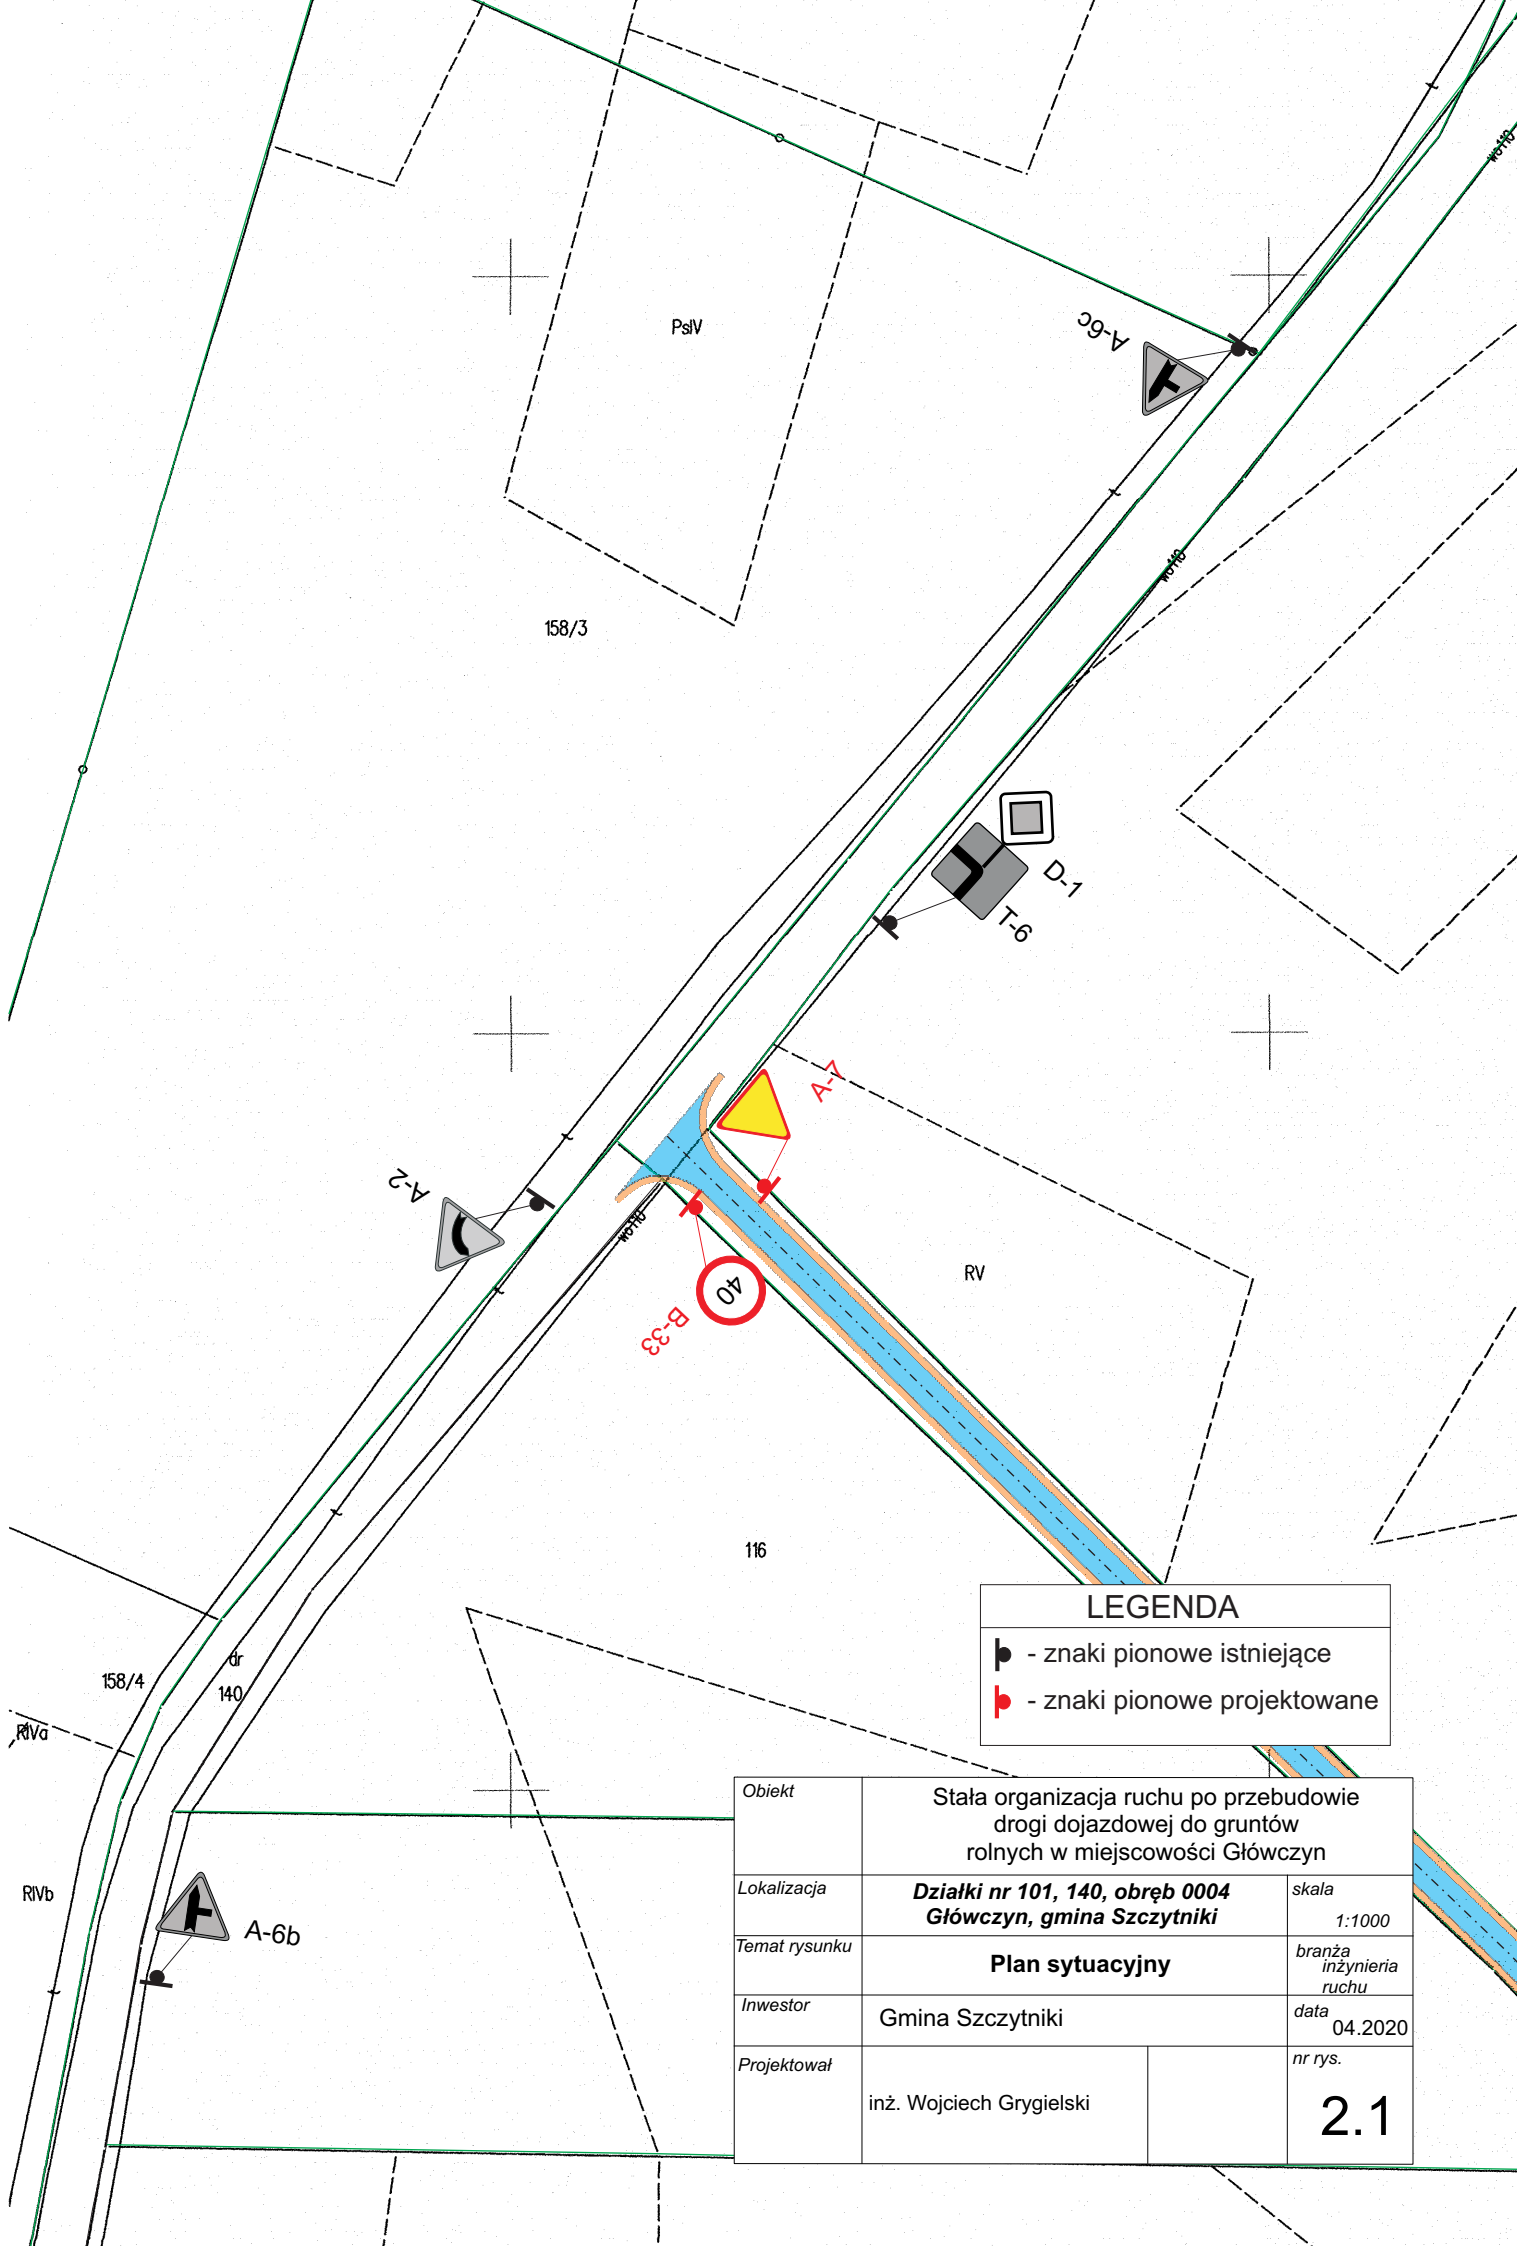 wo110
A-6c
PsIV
wo110
158/3
D-1
T-6
A-7
A-2
wo110
RV
40
B-33
116
LEGENDA
- znaki pionowe istniejące
- znaki pionowe projektowane
dr
158/4
140
RIVa
RIVb
A-6b
Obiekt
Stała organizacja ruchu po przebudowie
drogi dojazdowej do gruntów
rolnych w miejscowości Główczyn
Lokalizacja
Działki nr 101, 140, obręb 0004
Główczyn, gmina Szczytniki
skala
1:1000
Temat rysunku
Plan sytuacyjny
branża
inżynieria
ruchu
Inwestor
Gmina Szczytniki
data
04.2020
Projektował
inż. Wojciech Grygielski
nr rys.
2.1